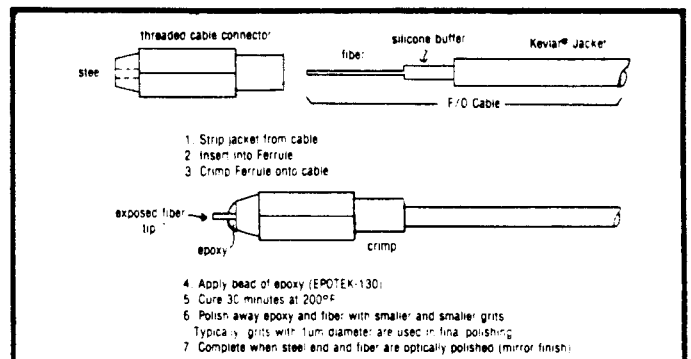 threaded cable connector
stee
fiber
silicone buffer
Kevlar® Jacket
F/O Cable
1. Strip jacket from cable
2. Insert into Ferrule
3. Crimp Ferrule onto cable
exposed fiber
tip
epoxy
crimp
4. Apply bead of epoxy (EPOTEK-130)
5. Cure 30 minutes at 200°F
6. Polish away epoxy and fiber with smaller and smaller grits
Typically grits with 1um diameter are used in final polishing
7. Complete when steel end and fiber are optically polished (mirror finish)